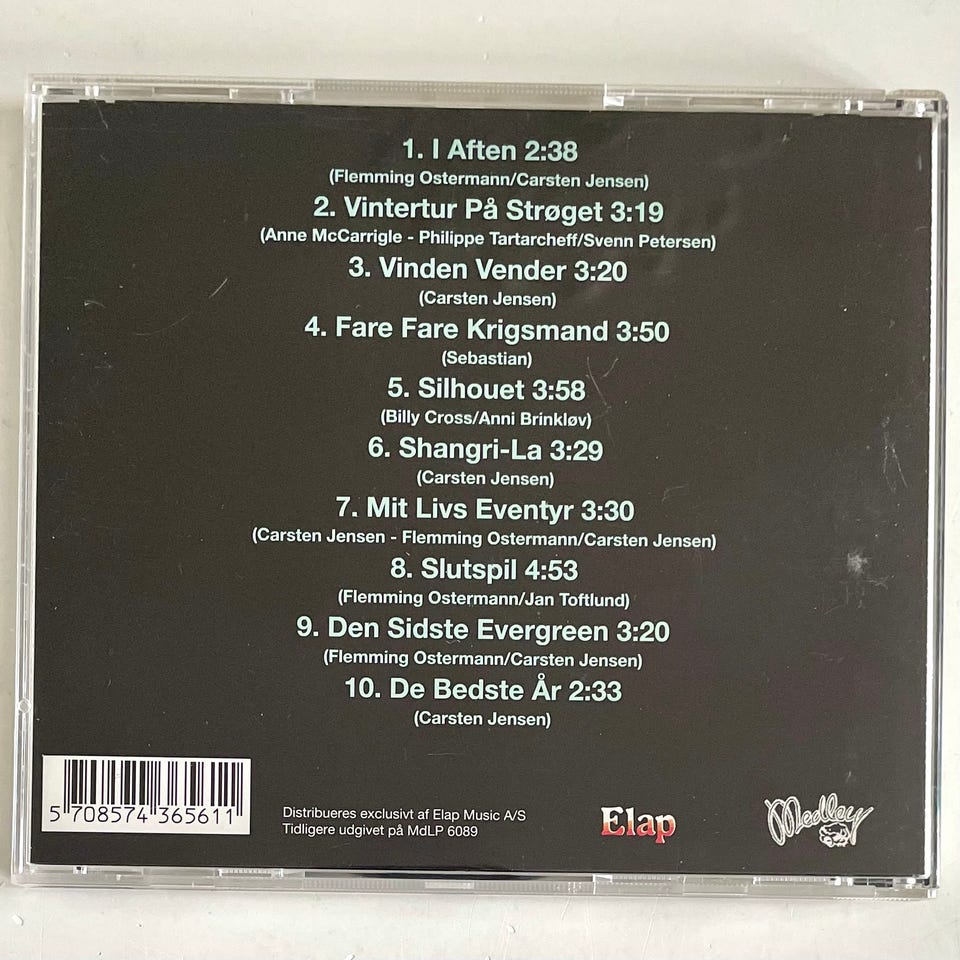 1. I Aften 2:38
(Flemming Ostermann/Carsten Jensen)
2. Vintertur På Strøget 3:19
(Anne McCarrigle - Philippe Tartarcheff/Svenn Petersen)
3. Vinden Vender 3:20
(Carsten Jensen)
4. Fare Fare Krigsmand 3:50
(Sebastian)
5. Silhouet 3:58
(Billy Cross/Anni Brinkløv)
6. Shangri-La 3:29
(Carsten Jensen)
7. Mit Livs Eventyr 3:30
(Carsten Jensen - Flemming Ostermann/Carsten Jensen)
8. Slutspil 4:53
(Flemming Ostermann/Jan Toftlund)
9. Den Sidste Evergreen 3:20
(Flemming Ostermann/Carsten Jensen)
10. De Bedste År 2:33
(Carsten Jensen)
5 708574 365611
Distribueres exclusivt af Elap Music A/S
Tidligere udgivet på MdLP 6089
Elap
Medley